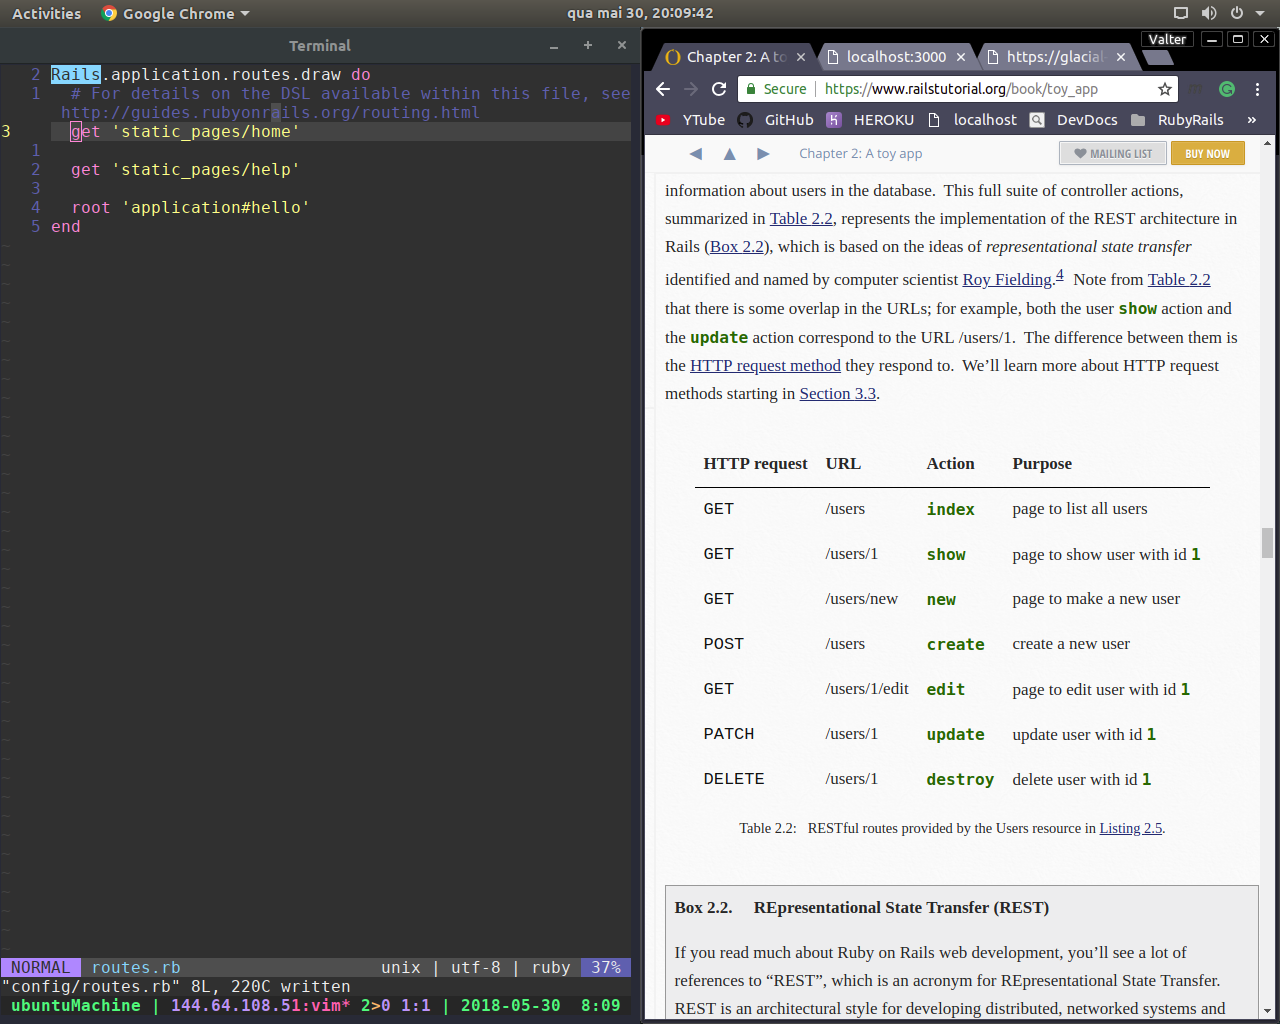 Activities
Google Chrome
qua mai 30, 20:09:42
Terminal
2 Rails.application.routes.draw do
1 # For details on the DSL available within this file, see
http://guides.rubyonrails.org/routing.html
3 get 'static_pages/home'
1
2 get 'static_pages/help'
3
4 root 'application#hello'
5 end
NORMAL routes.rb unix | utf-8 | ruby 37%
"config/routes.rb" 8L, 220C written
ubuntuMachine | 144.64.108.51:vim* 2>0 1:1 | 2018-05-30 8:09
Valter
Chapter 2: A to
localhost:3000
https://glacial
Secure https://www.railstutorial.org/book/toy_app
YTube GitHub HEROKU localhost DevDocs RubyRails »
Chapter 2: A toy app
MAILING LIST
BUY NOW
information about users in the database. This full suite of controller actions,
summarized in Table 2.2, represents the implementation of the REST architecture in
Rails (Box 2.2), which is based on the ideas of representational state transfer
identified and named by computer scientist Roy Fielding.4 Note from Table 2.2
that there is some overlap in the URLs; for example, both the user show action and
the update action correspond to the URL /users/1. The difference between them is
the HTTP request method they respond to. We’ll learn more about HTTP request
methods starting in Section 3.3.
HTTP request URL Action Purpose
GET /users index page to list all users
GET /users/1 show page to show user with id 1
GET /users/new new page to make a new user
POST /users create create a new user
GET /users/1/edit edit page to edit user with id 1
PATCH /users/1 update update user with id 1
DELETE /users/1 destroy delete user with id 1
Table 2.2: RESTful routes provided by the Users resource in Listing 2.5.
Box 2.2. REpresentational State Transfer (REST)
If you read much about Ruby on Rails web development, you’ll see a lot of
references to “REST”, which is an acronym for REpresentational State Transfer.
REST is an architectural style for developing distributed, networked systems and